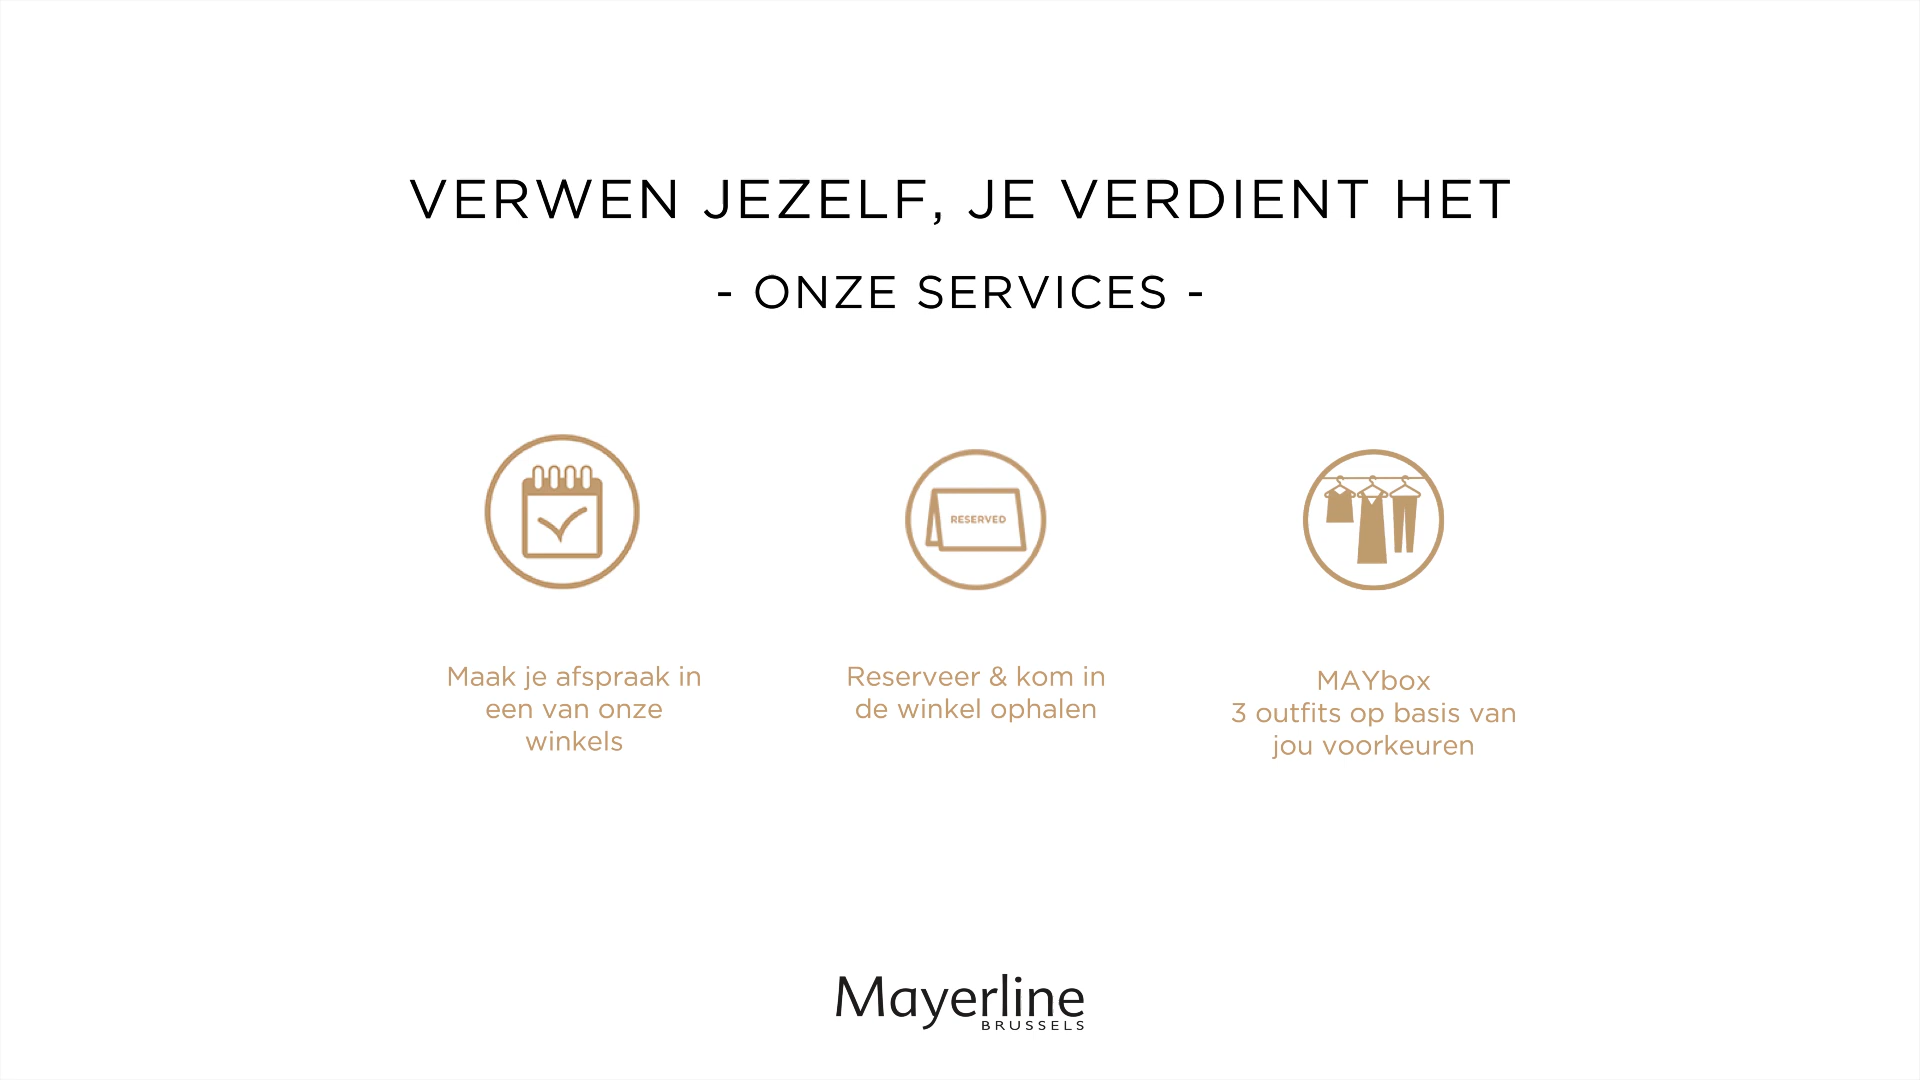 VERWEN JEZELF, JE VERDIENT HET
- ONZE SERVICES -
RESERVED
Maak je afspraak in
een van onze
winkels
Reserveer & kom in
de winkel ophalen
MAYbox
3 outfits op basis van
jou voorkeuren
Mayerline
BRUSSELS